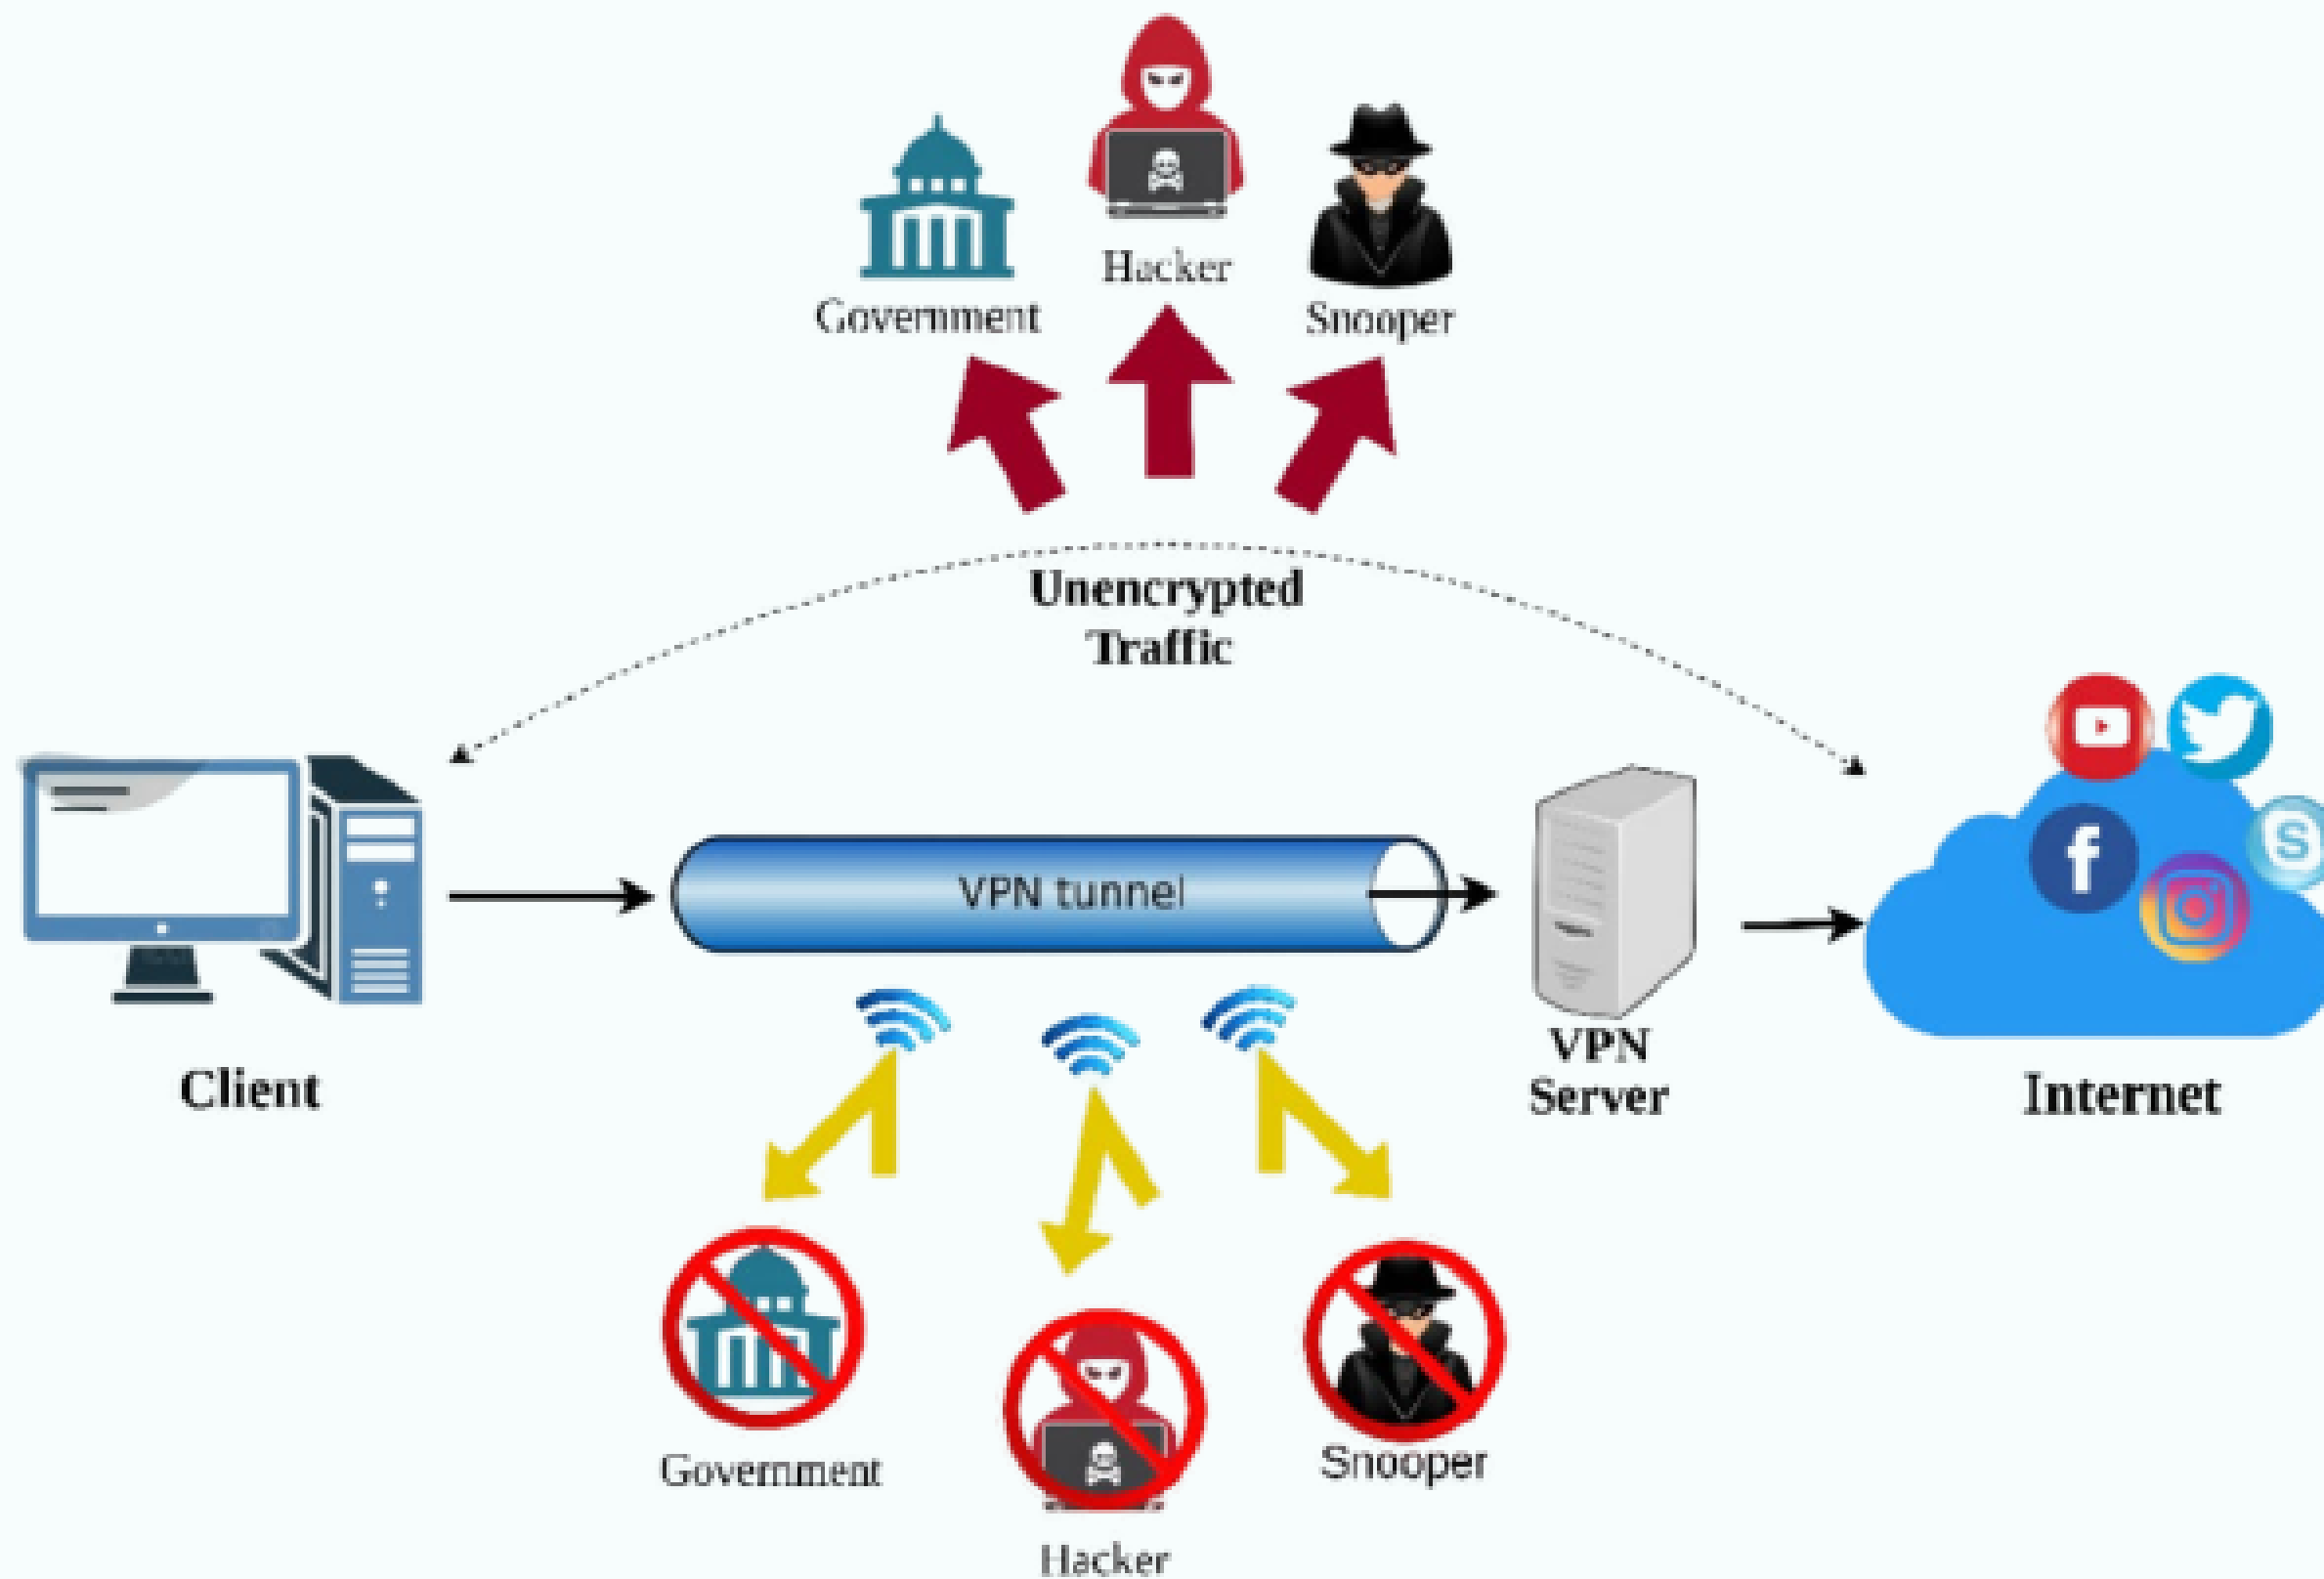 Hacker
Government
Snooper
Unencrypted
Traffic
VPN tunnel
VPN
Server
Client
Internet
Government
Snooper
Hacker